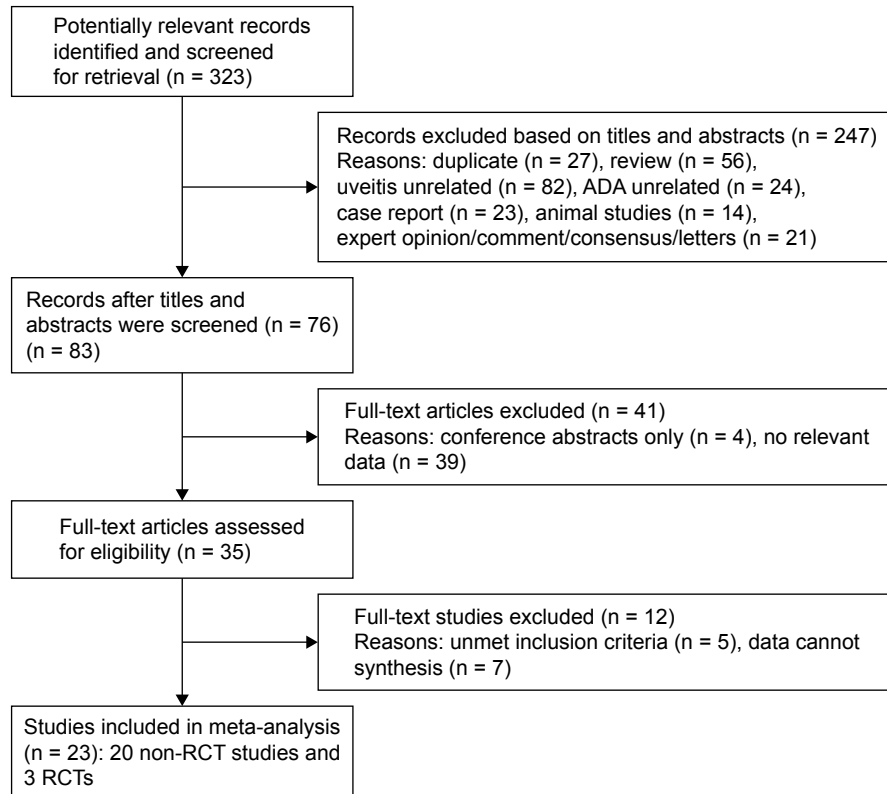 Potentially relevant records
identified and screened
for retrieval (n = 323)
Records excluded based on titles and abstracts (n = 247)
Reasons: duplicate (n = 27), review (n = 56),
uveitis unrelated (n = 82), ADA unrelated (n = 24),
case report (n = 23), animal studies (n = 14),
expert opinion/comment/consensus/letters (n = 21)
Records after titles and
abstracts were screened (n = 76)
(n = 83)
Full-text articles excluded (n = 41)
Reasons: conference abstracts only (n = 4), no relevant
data (n = 39)
Full-text articles assessed
for eligibility (n = 35)
Full-text studies excluded (n = 12)
Reasons: unmet inclusion criteria (n = 5), data cannot
synthesis (n = 7)
Studies included in meta-analysis
(n = 23): 20 non-RCT studies and
3 RCTs